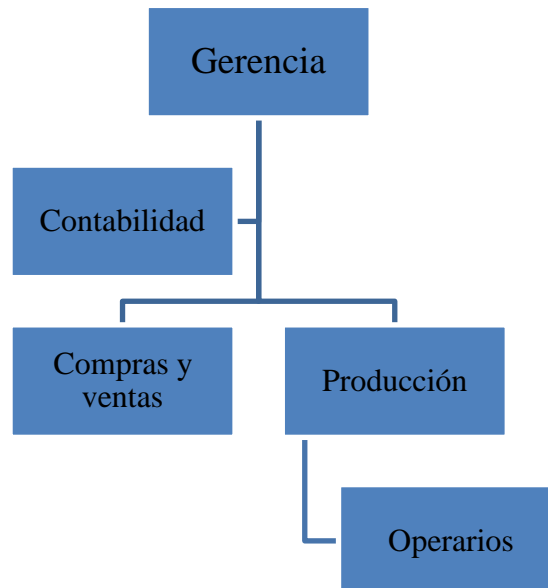 Gerencia
Contabilidad
Compras y
ventas
Producción
Operarios